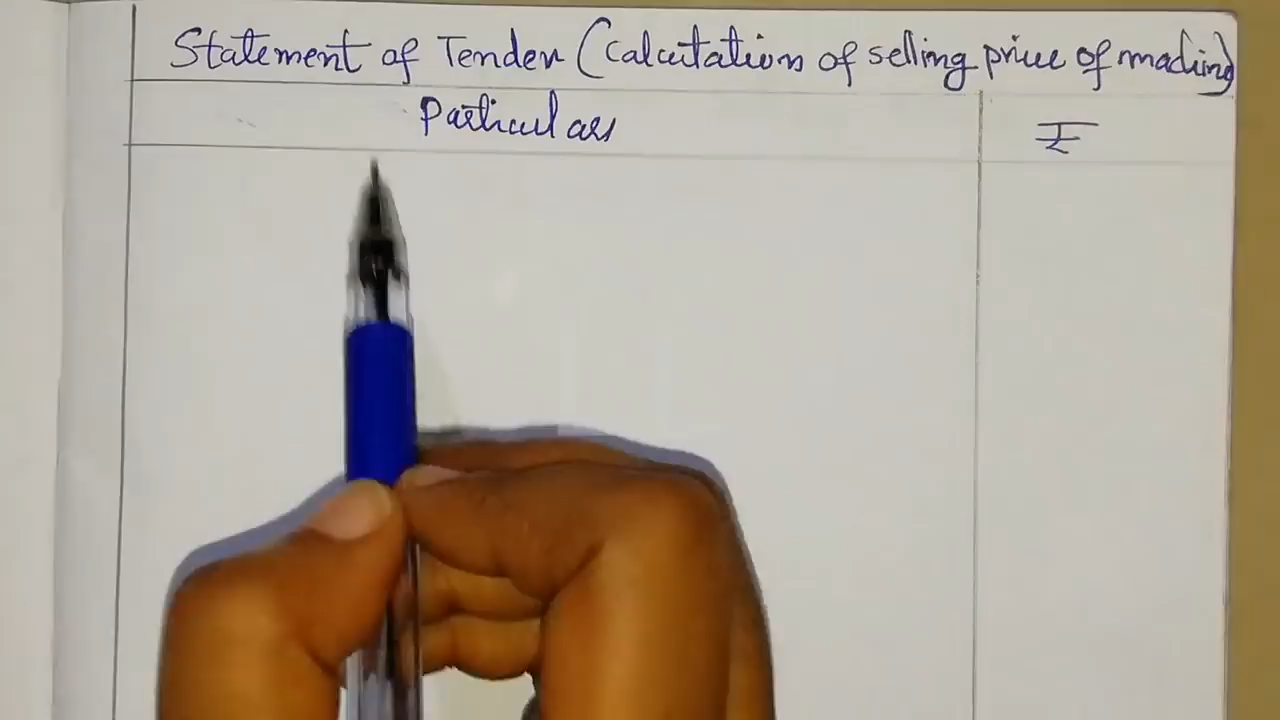 Statement of Tender (Calculation of selling price of machine)
Particulars ₹